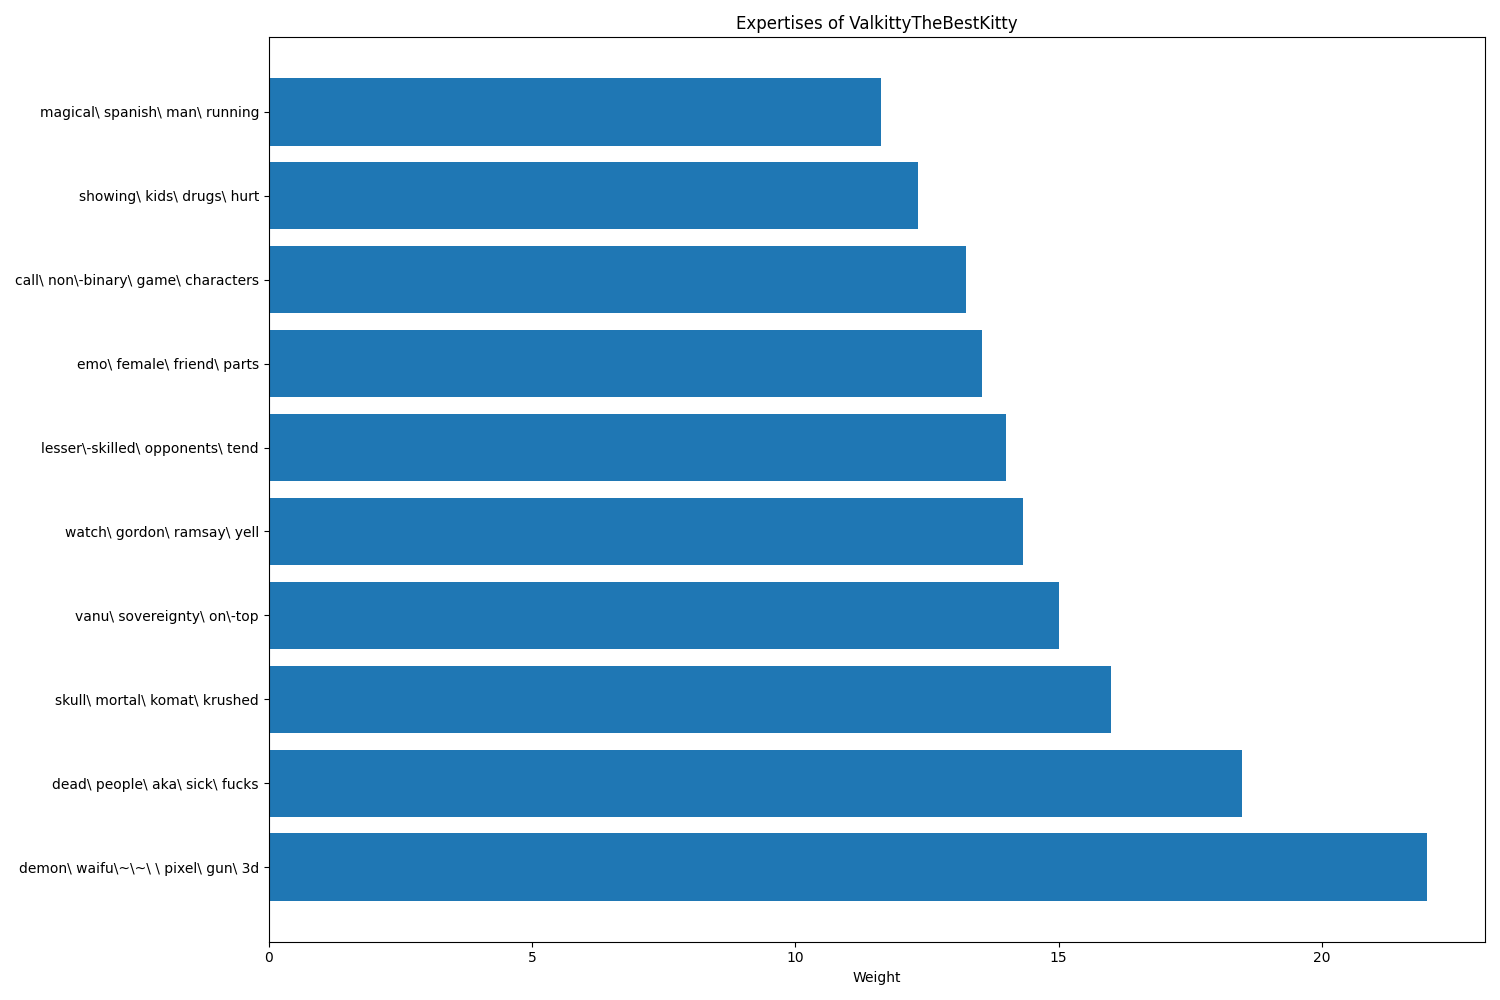 Expertises of ValkittyTheBestKitty
magical\ spanish\ man\ running
showing\ kids\ drugs\ hurt
call\ non\-binary\ game\ characters
emo\ female\ friend\ parts
lesser\-skilled\ opponents\ tend
watch\ gordon\ ramsay\ yell
vanu\ sovereignty\ on\-top
skull\ mortal\ komat\ krushed
dead\ people\ aka\ sick\ fucks
demon\ waifu\~\~\ \ pixel\ gun\ 3d
0 5 10 15 20
Weight